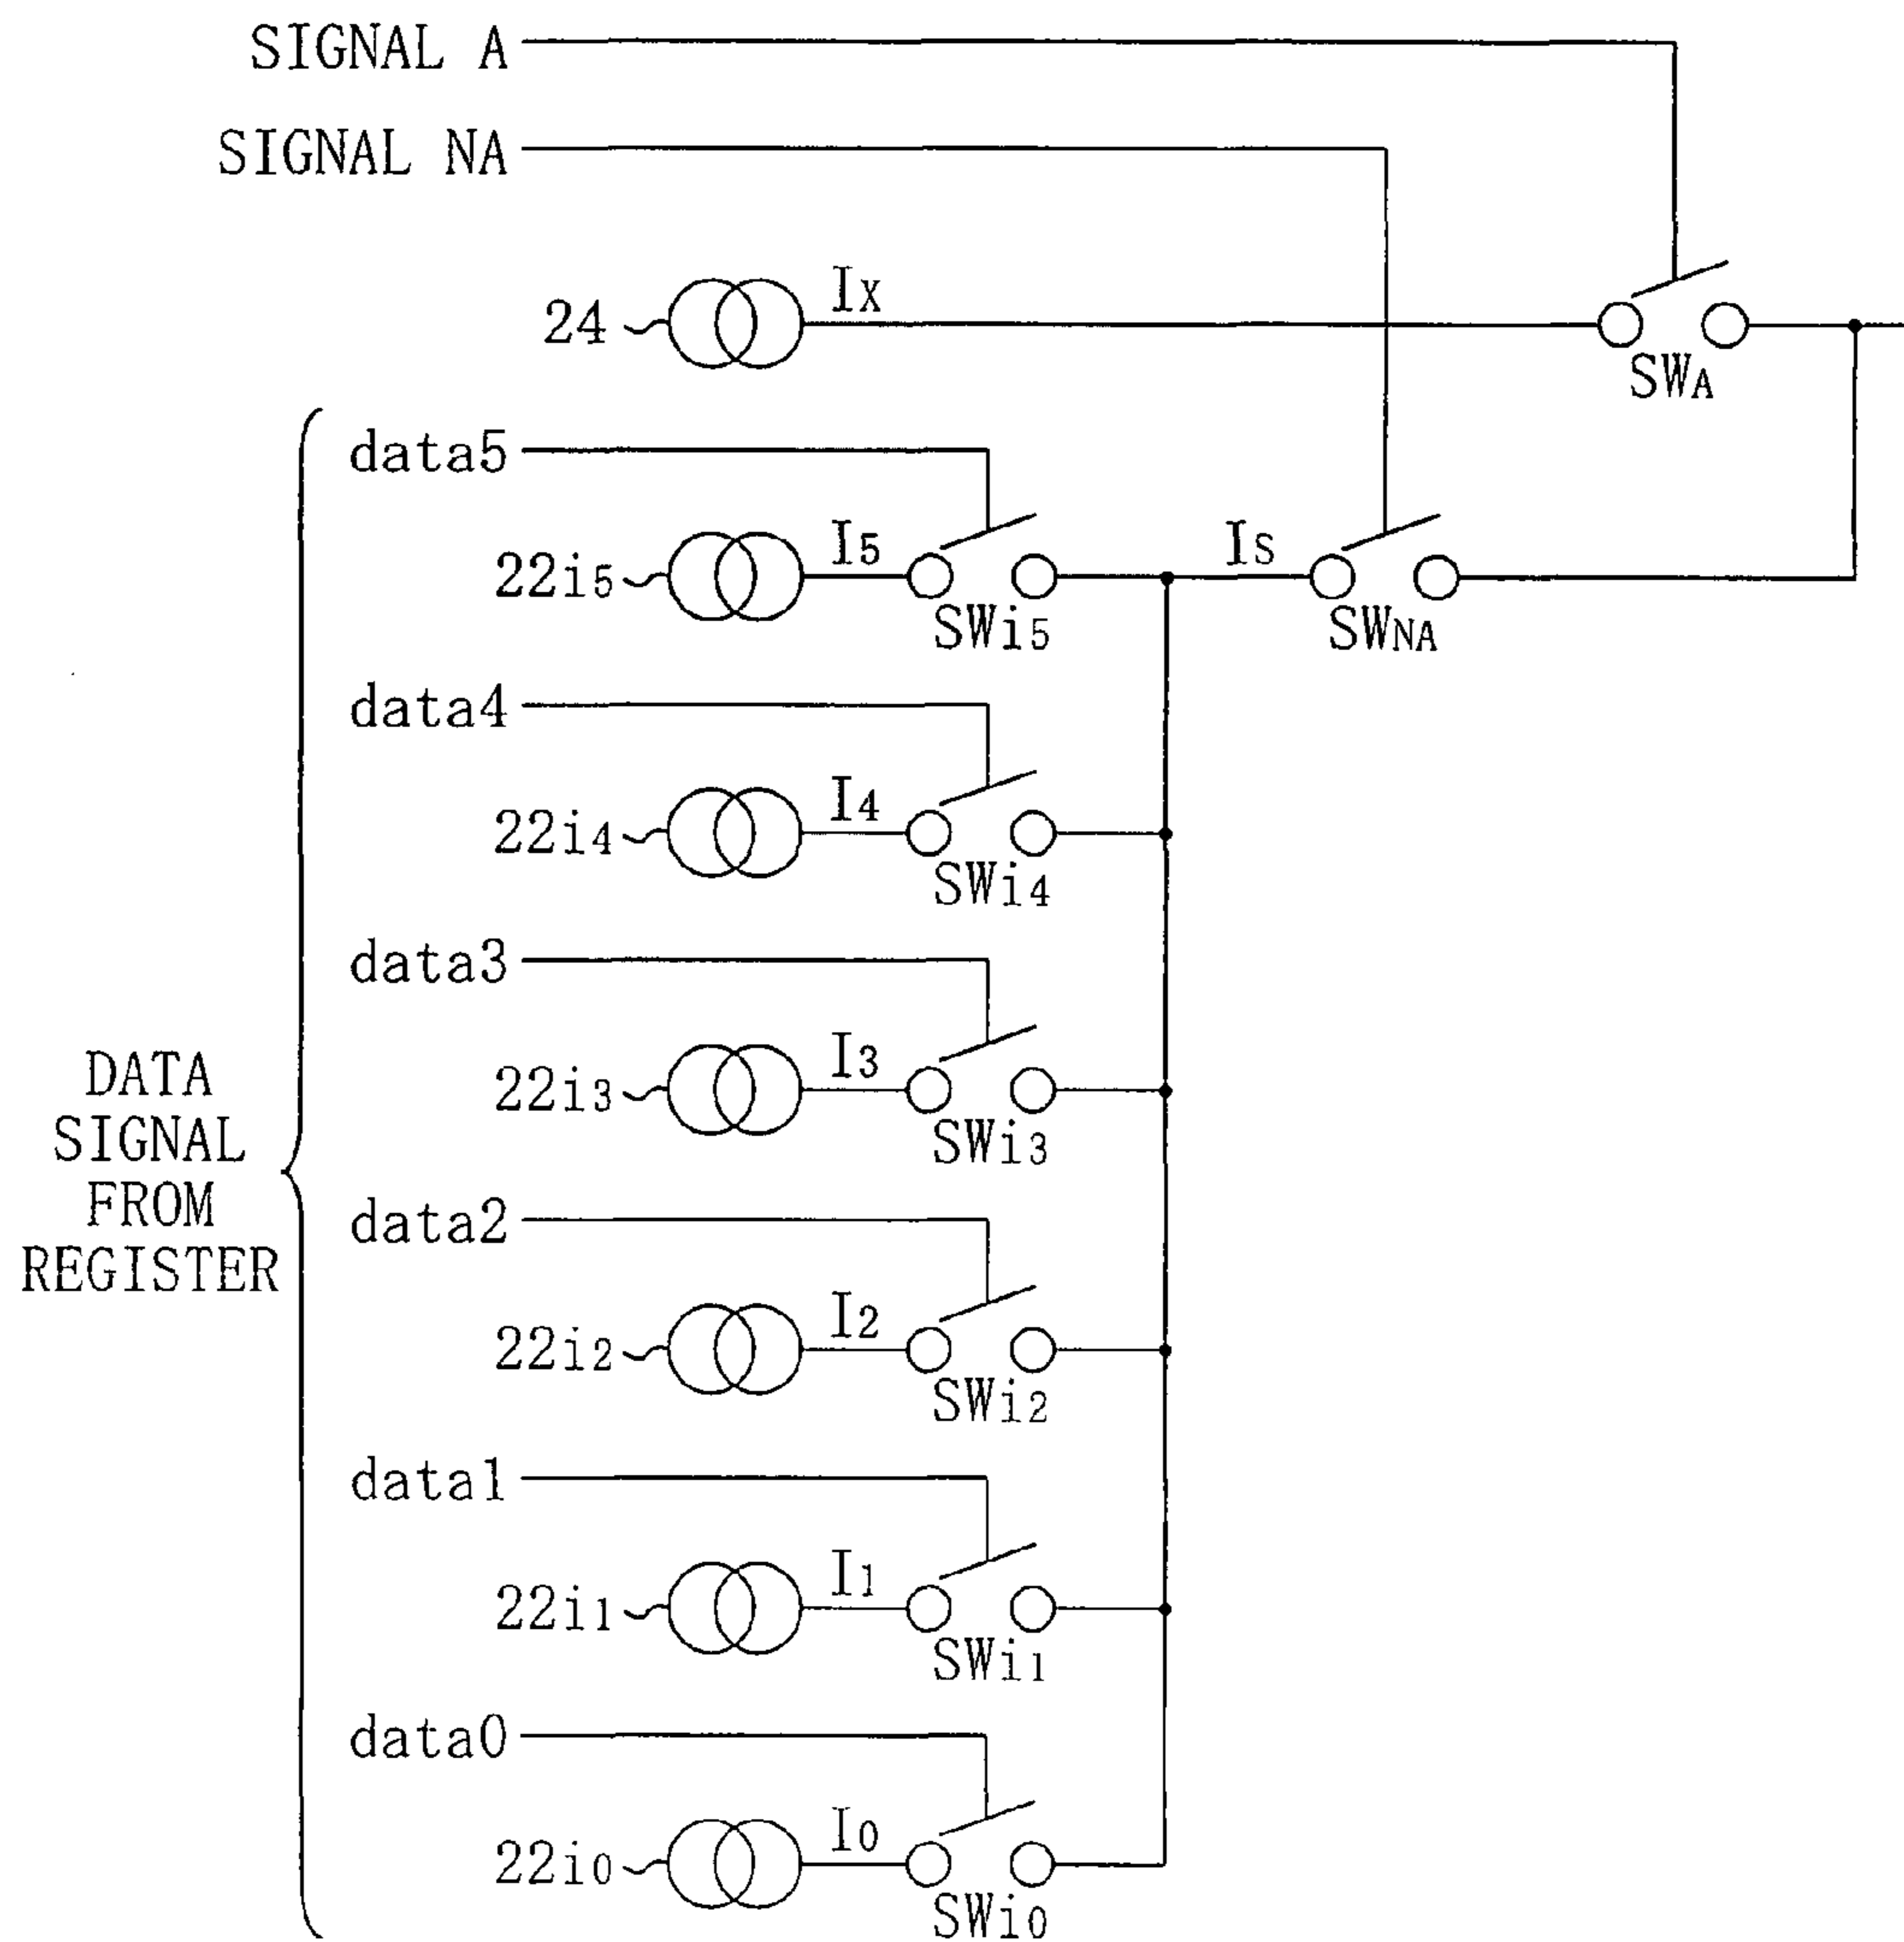 SIGNAL A
SIGNAL NA
24 IX
SWA
data5
22i5 I5 IS
SWi5 SWNA
data4
22i4 I4
SWi4
data3
22i3 I3
SWi3
DATA
SIGNAL
FROM
REGISTER
data2
22i2 I2
SWi2
data1
22i1 I1
SWi1
data0
22i0 I0
SWi0